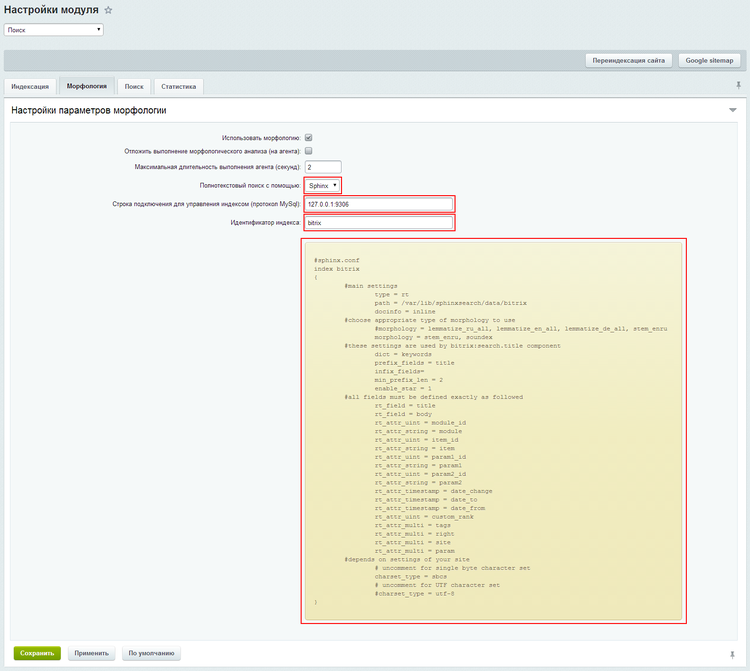 Настройки модуля
Поиск
Переиндексация сайта Google sitemap
Индексация Морфология Поиск Статистика
Настройки параметров морфологии
Использовать морфологию:
Отложить выполнение морфологического анализа (на агента):
Максимальная длительность выполнения агента (секунд): 2
Полнотекстовый поиск с помощью: Sphinx
Строка подключения для управления индексом (протокол MySql): 127.0.0.1:9306
Идентификатор индекса: bitrix
#sphinx.conf
index bitrix
{
#main settings
type = rt
path = /var/lib/sphinxsearch/data/bitrix
docinfo = inline
#choose appropriate type of morphology to use
#morphology = lemmatize_ru_all, lemmatize_en_all, lemmatize_de_all, stem_enru
morphology = stem_enru, soundex
#these settings are used by bitrix:search.title component
dict = keywords
prefix_fields = title
infix_fields=
min_prefix_len = 2
enable_star = 1
#all fields must be defined exactly as followed
rt_field = title
rt_field = body
rt_attr_uint = module_id
rt_attr_string = module
rt_attr_uint = item_id
rt_attr_string = item
rt_attr_uint = param1_id
rt_attr_string = param1
rt_attr_uint = param2_id
rt_attr_string = param2
rt_attr_timestamp = date_change
rt_attr_timestamp = date_to
rt_attr_timestamp = date_from
rt_attr_uint = custom_rank
rt_attr_multi = tags
rt_attr_multi = right
rt_attr_multi = site
rt_attr_multi = param
#depends on settings of your site
# uncomment for single byte character set
charset_type = sbcs
# uncomment for UTF character set
#charset_type = utf-8
}
Сохранить Применить По умолчанию